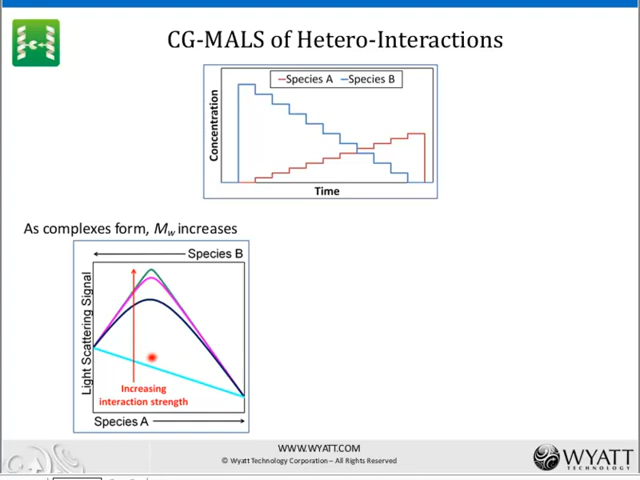 CG-MALS of Hetero-Interactions
Species A
Species B
Concentration
Time
As complexes form, Mw increases
Species B
Light Scattering Signal
Increasing
interaction strength
Species A
WWW.WYATT.COM
© Wyatt Technology Corporation – All Rights Reserved
WYATT
TECHNOLOGY